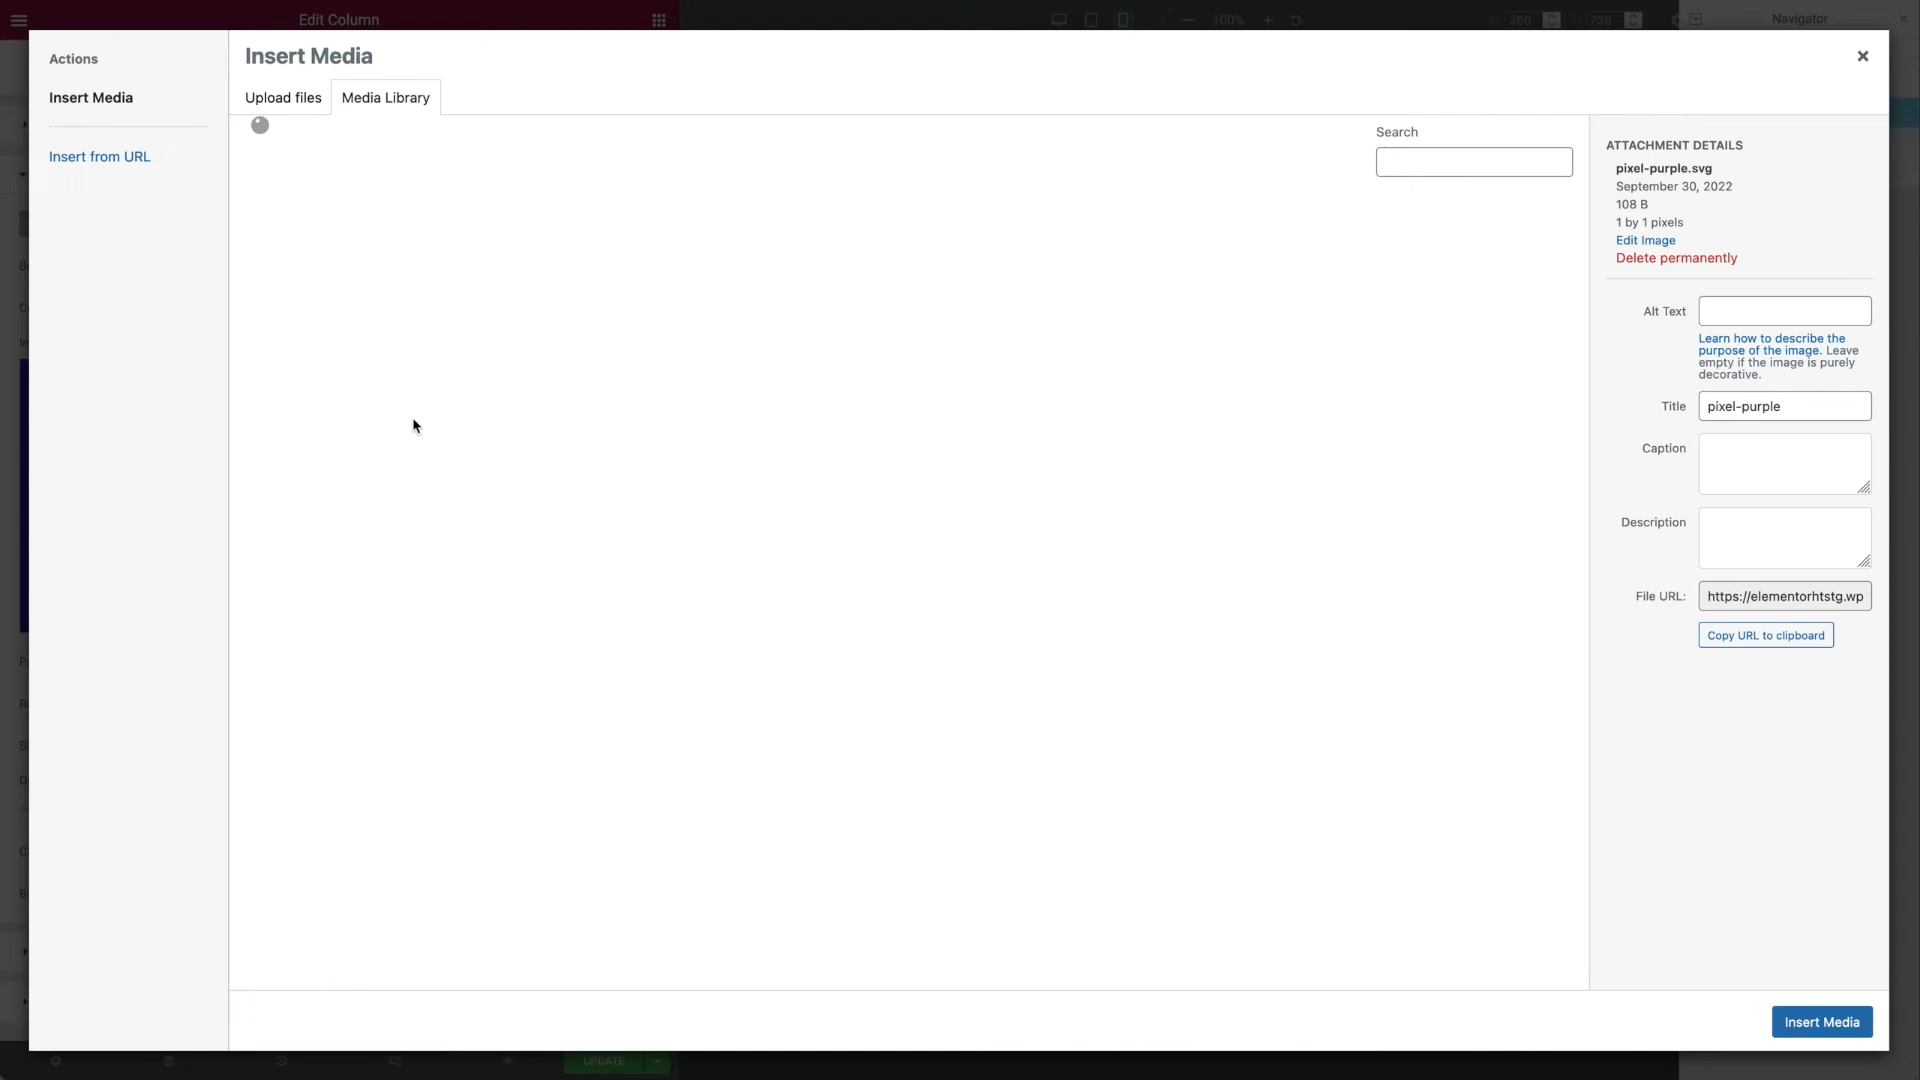 Edit Column
100%
360
736
Navigator
Actions
Insert Media
Insert from URL
Insert Media
Upload files
Media Library
Search
ATTACHMENT DETAILS
pixel-purple.svg
September 30, 2022
108 B
1 by 1 pixels
Edit Image
Delete permanently
Alt Text
Learn how to describe the
purpose of the image. Leave
empty if the image is purely
decorative.
Title
pixel-purple
Caption
Description
File URL:
https://elementorhtstg.wp
Copy URL to clipboard
Insert Media
UPDATE